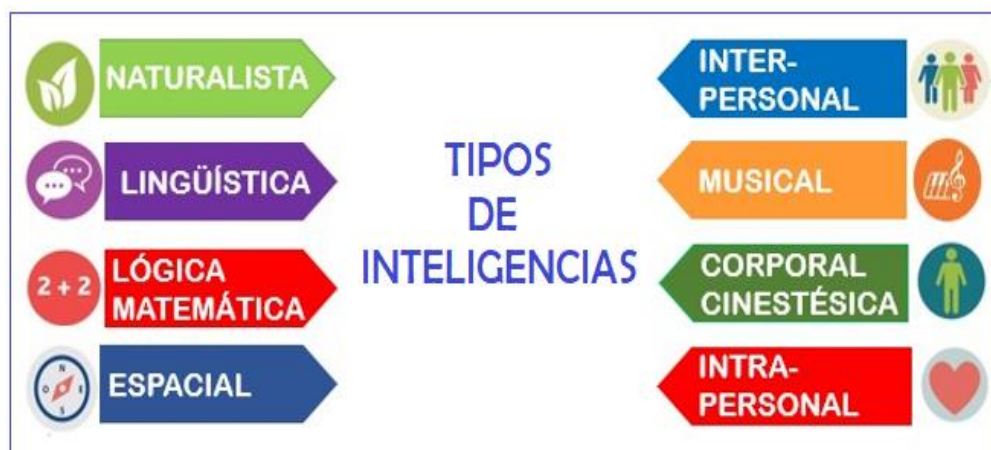 NATURALISTA
LINGÜÍSTICA
2 + 2
LÓGICA
MATEMÁTICA
N
O
E
S
ESPACIAL
TIPOS
DE
INTELIGENCIAS
INTER-
PERSONAL
MUSICAL
CORPORAL
CINESTÉSICA
INTRA-
PERSONAL